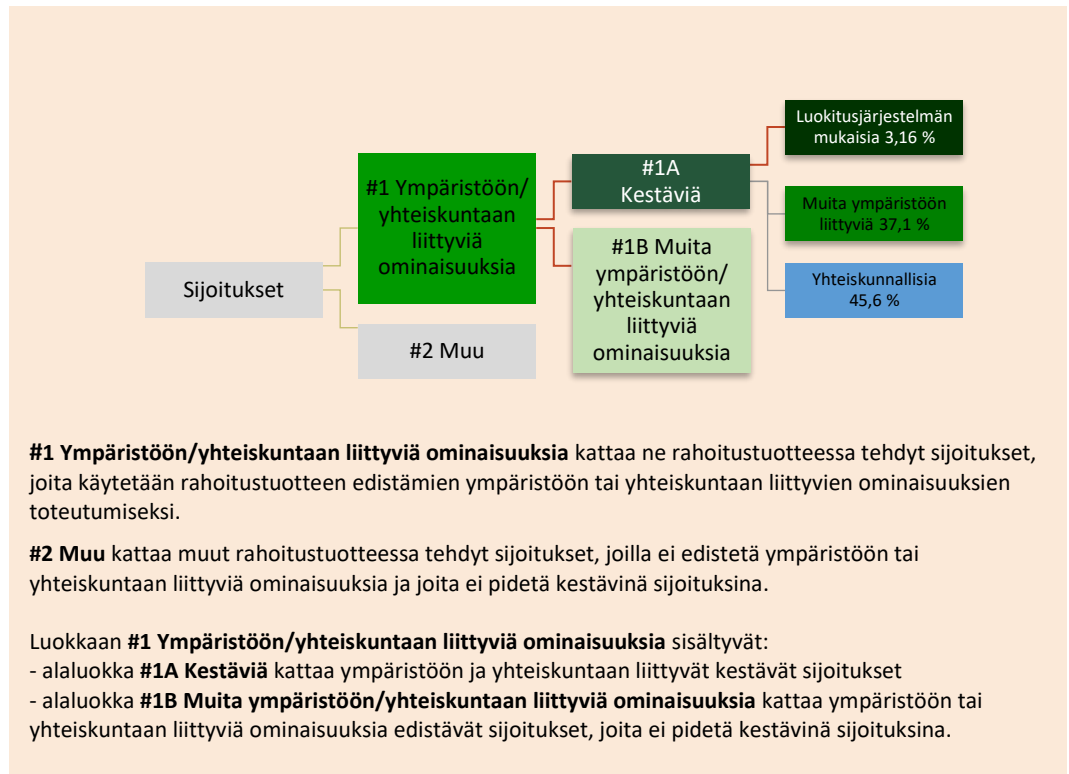 Luokitusjärjestelmän
mukaisia 3,16 %
#1 Ympäristöön/
yhteiskuntaan
liittyviä
ominaisuuksia
#1A
Kestäviä
Muita ympäristöön
liittyviä 37,1 %
#1B Muita
ympäristöön/
yhteiskuntaan
liittyviä
ominaisuuksia
Yhteiskunnallisia
45,6 %
Sijoitukset
#2 Muu
#1 Ympäristöön/yhteiskuntaan liittyviä ominaisuuksia kattaa ne rahoitustuotteessa tehdyt sijoitukset,
joita käytetään rahoitustuotteen edistämien ympäristöön tai yhteiskuntaan liittyvien ominaisuuksien
toteutumiseksi.
#2 Muu kattaa muut rahoitustuotteessa tehdyt sijoitukset, joilla ei edistetä ympäristöön tai
yhteiskuntaan liittyviä ominaisuuksia ja joita ei pidetä kestävinä sijoituksina.
Luokkaan #1 Ympäristöön/yhteiskuntaan liittyviä ominaisuuksia sisältyvät:
- alaluokka #1A Kestäviä kattaa ympäristöön ja yhteiskuntaan liittyvät kestävät sijoitukset
- alaluokka #1B Muita ympäristöön/yhteiskuntaan liittyviä ominaisuuksia kattaa ympäristöön tai
yhteiskuntaan liittyviä ominaisuuksia edistävät sijoitukset, joita ei pidetä kestävinä sijoituksina.